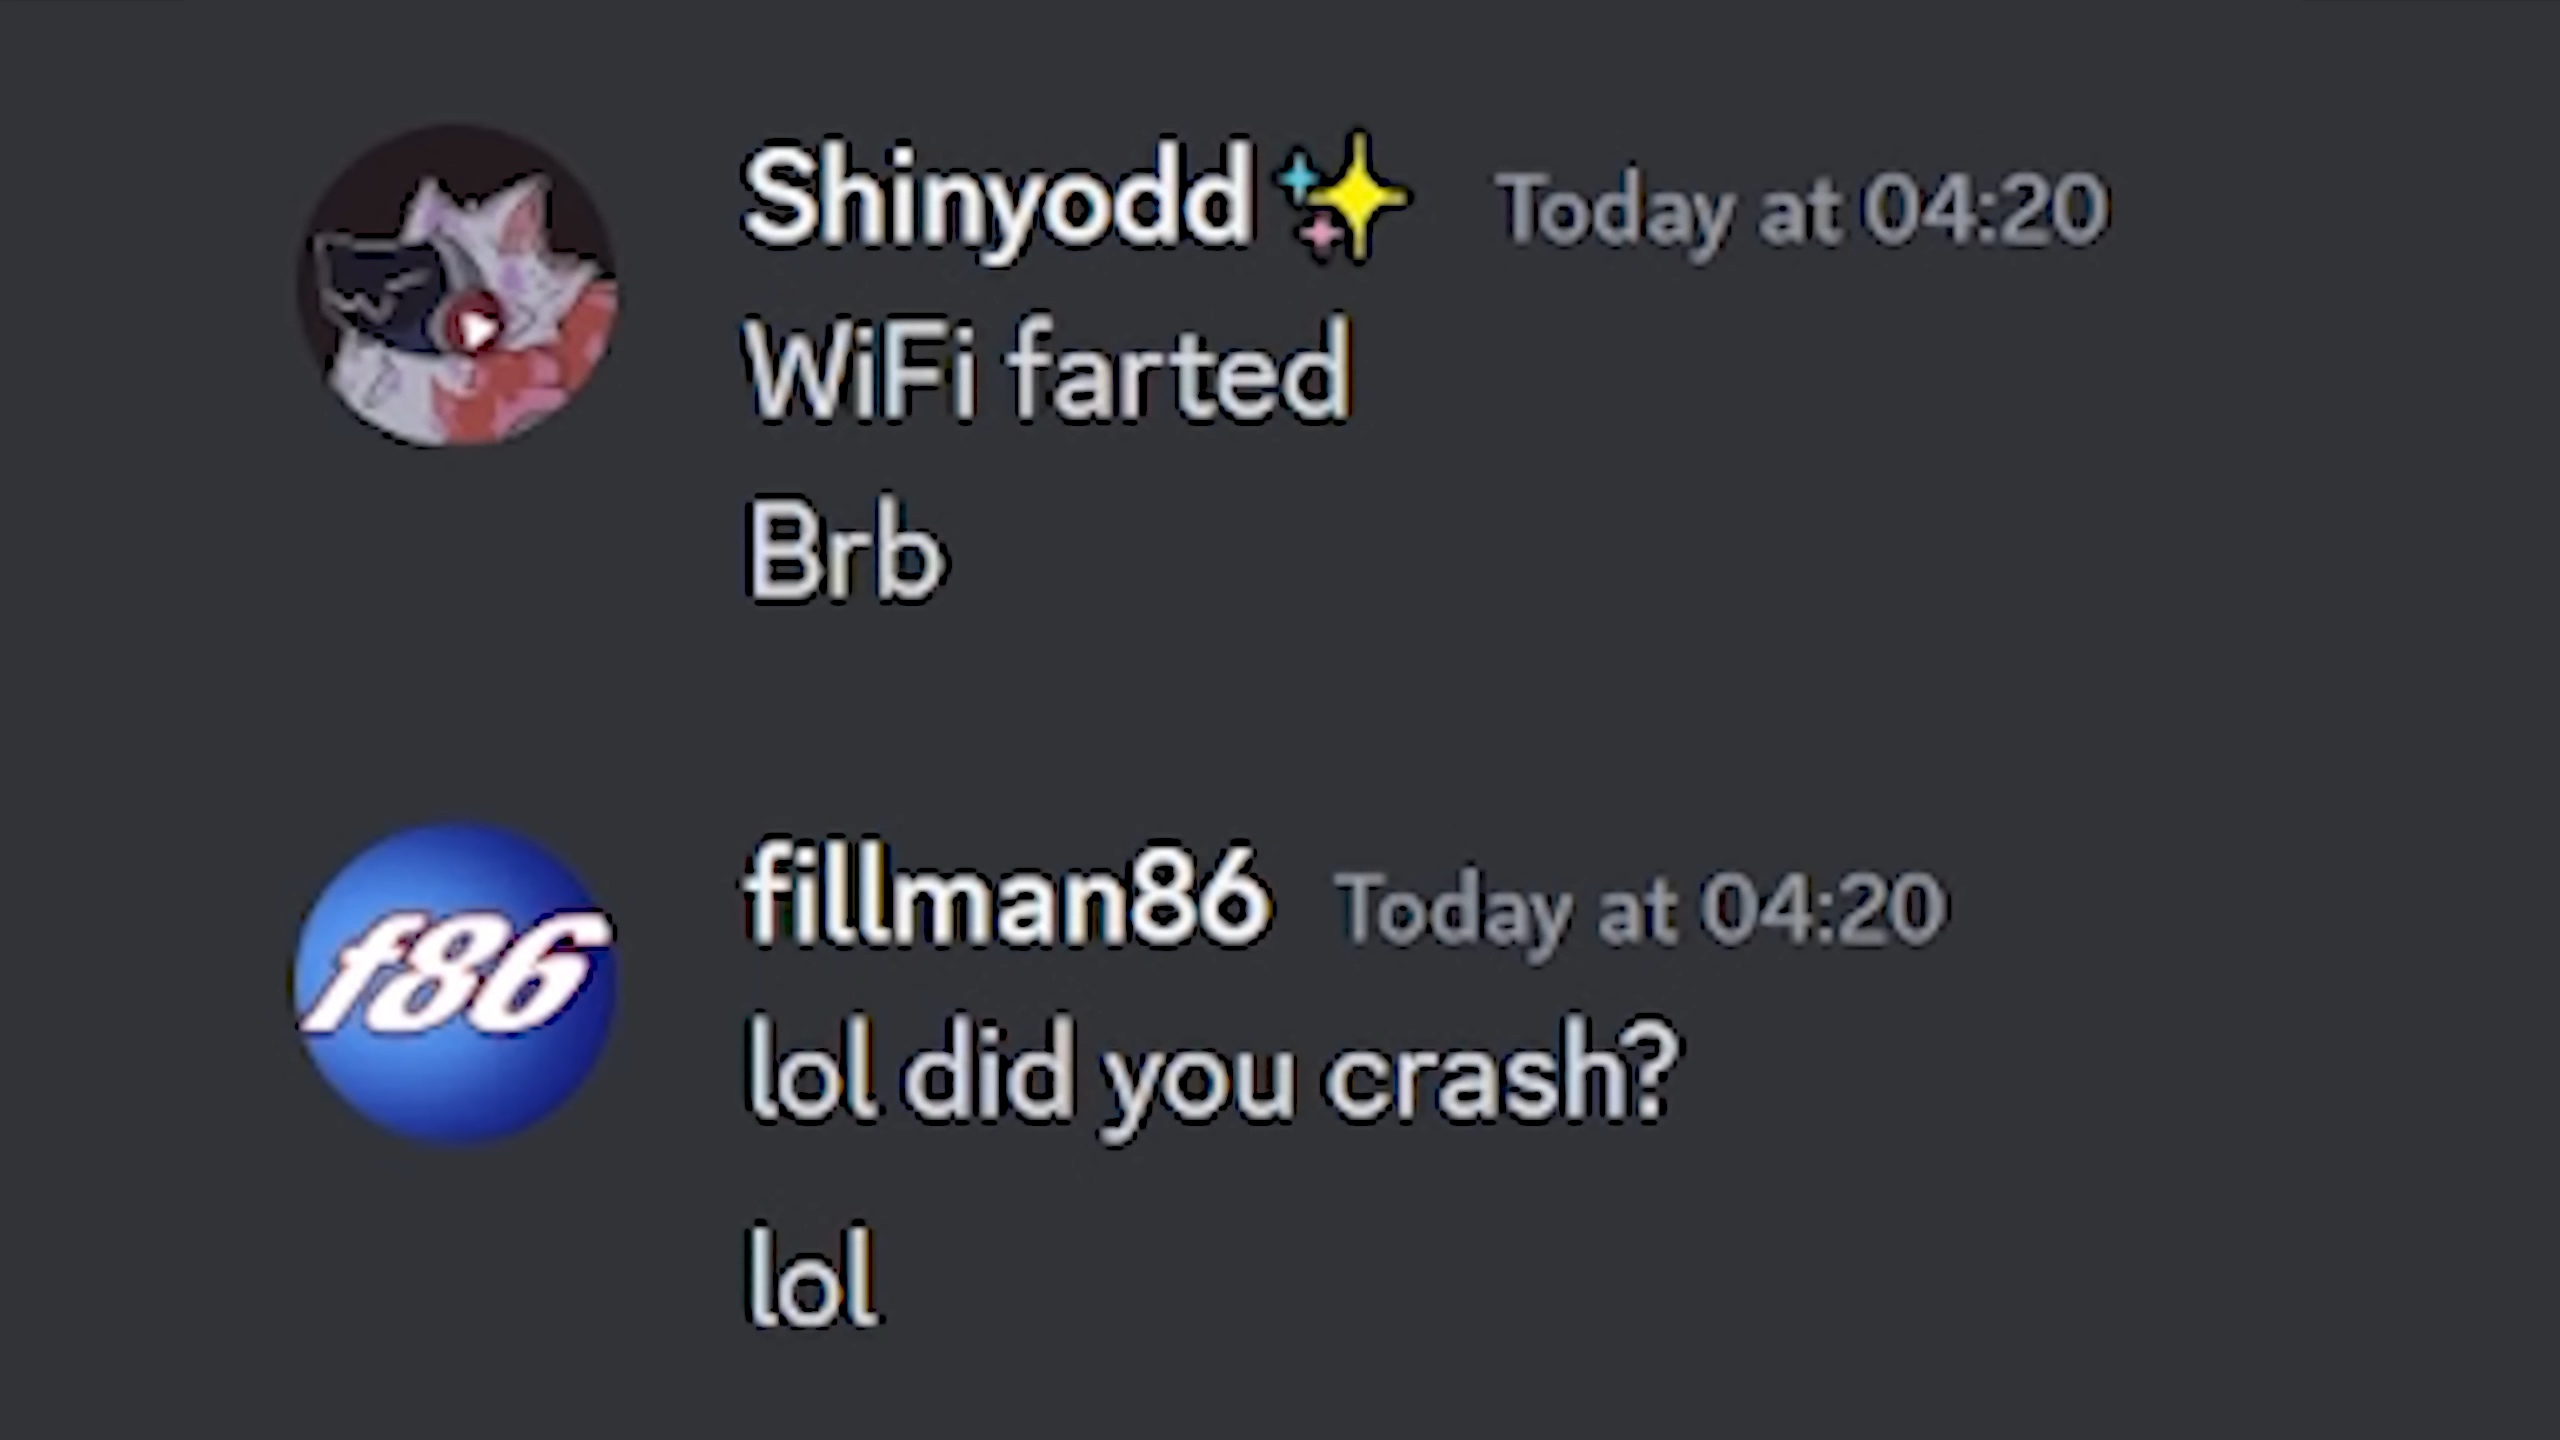 Shinyodd✨ Today at 04:20
WiFi farted
Brb
fillman86 Today at 04:20
f86
lol did you crash?
lol